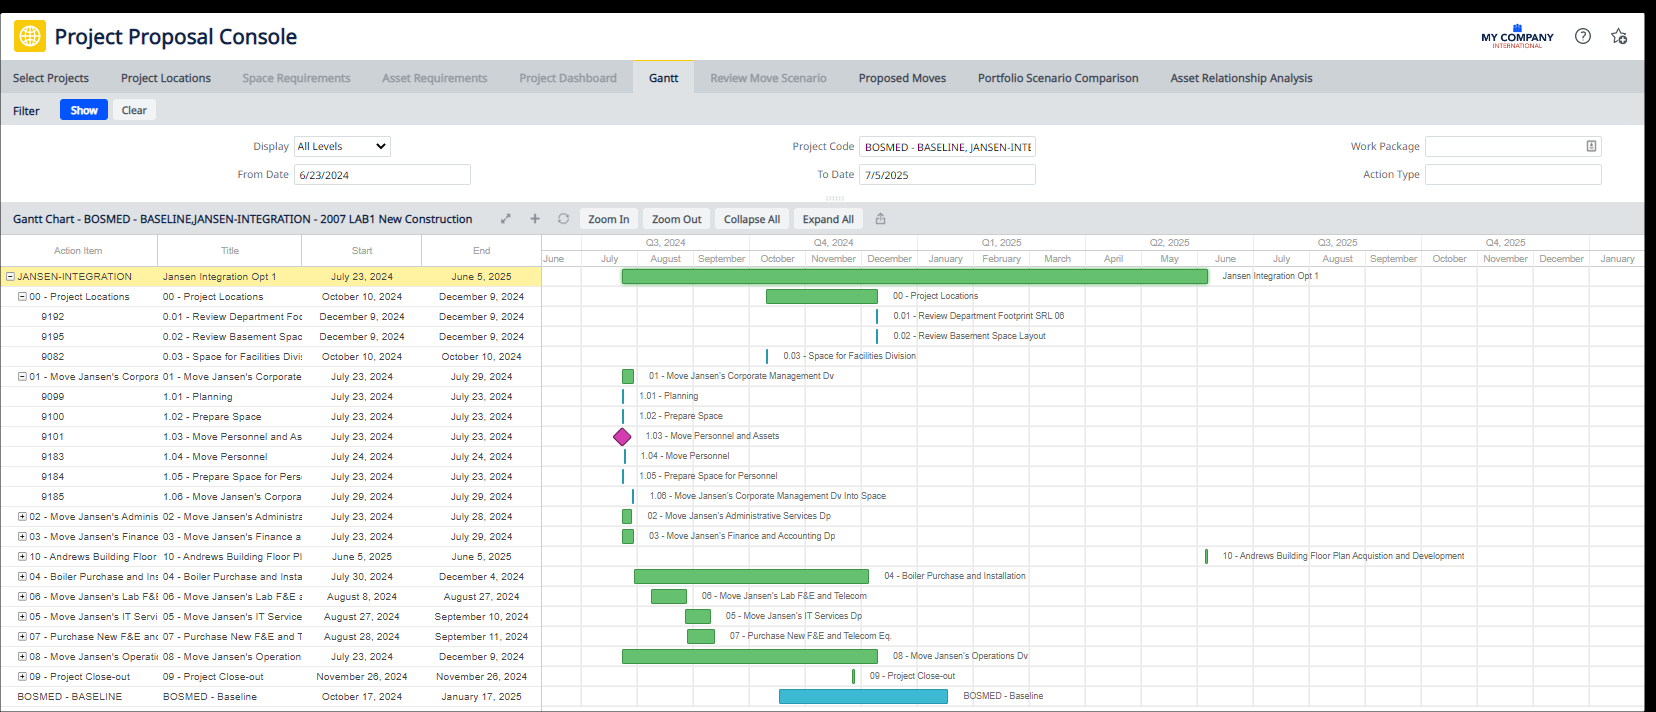 Project Proposal Console
MY COMPANY
INTERNATIONAL
Select Projects Project Locations Space Requirements Asset Requirements Project Dashboard Gantt Review Move Scenario Proposed Moves Portfolio Scenario Comparison Asset Relationship Analysis
Filter Show Clear
Display All Levels Project Code BOSMED - BASELINE, JANSEN-INTE Work Package
From Date 6/23/2024 To Date 7/5/2025 Action Type
Gantt Chart - BOSMED - BASELINE,JANSEN-INTEGRATION - 2007 LAB1 New Construction Zoom In Zoom Out Collapse All Expand All
Action Item Title Start End
Q3, 2024 Q4, 2024 Q1, 2025 Q2, 2025 Q3, 2025 Q4, 2025
June July August September October November December January February March April May June July August September October November December January
JANSEN-INTEGRATION Jansen Integration Opt 1 July 23, 2024 June 5, 2025 Jansen Integration Opt 1
00 - Project Locations 00 - Project Locations October 10, 2024 December 9, 2024 00 - Project Locations
9192 0.01 - Review Department Foc December 9, 2024 December 9, 2024 0.01 - Review Department Footprint SRL 06
9195 0.02 - Review Basement Spac December 9, 2024 December 9, 2024 0.02 - Review Basement Space Layout
9082 0.03 - Space for Facilities Divis October 10, 2024 October 10, 2024 0.03 - Space for Facilities Division
01 - Move Jansen's Corpora 01 - Move Jansen's Corporate July 23, 2024 July 29, 2024 01 - Move Jansen's Corporate Management Dv
9099 1.01 - Planning July 23, 2024 July 23, 2024 1.01 - Planning
9100 1.02 - Prepare Space July 23, 2024 July 23, 2024 1.02 - Prepare Space
9101 1.03 - Move Personnel and As July 23, 2024 July 23, 2024 1.03 - Move Personnel and Assets
9183 1.04 - Move Personnel July 24, 2024 July 24, 2024 1.04 - Move Personnel
9184 1.05 - Prepare Space for Pers July 23, 2024 July 23, 2024 1.05 - Prepare Space for Personnel
9185 1.06 - Move Jansen's Corpora July 29, 2024 July 29, 2024 1.06 - Move Jansen's Corporate Management Dv Into Space
02 - Move Jansen's Adminis 02 - Move Jansen's Administra July 23, 2024 July 28, 2024 02 - Move Jansen's Administrative Services Dp
03 - Move Jansen's Finance 03 - Move Jansen's Finance a July 23, 2024 July 29, 2024 03 - Move Jansen's Finance and Accounting Dp
10 - Andrews Building Floor 10 - Andrews Building Floor Pl June 5, 2025 June 5, 2025 10 - Andrews Building Floor Plan Acquistion and Development
04 - Boiler Purchase and Ins 04 - Boiler Purchase and Insta July 30, 2024 December 4, 2024 04 - Boiler Purchase and Installation
06 - Move Jansen's Lab F&E 06 - Move Jansen's Lab F&E a August 8, 2024 August 27, 2024 06 - Move Jansen's Lab F&E and Telecom
05 - Move Jansen's IT Servi 05 - Move Jansen's IT Service August 27, 2024 September 10, 2024 05 - Move Jansen's IT Services Dp
07 - Purchase New F&E and 07 - Purchase New F&E and T August 28, 2024 September 11, 2024 07 - Purchase New F&E and Telecom Eq.
08 - Move Jansen's Operati 08 - Move Jansen's Operation July 23, 2024 December 9, 2024 08 - Move Jansen's Operations Dv
09 - Project Close-out 09 - Project Close-out November 26, 2024 November 26, 2024 09 - Project Close-out
BOSMED - BASELINE BOSMED - Baseline October 17, 2024 January 17, 2025 BOSMED - Baseline